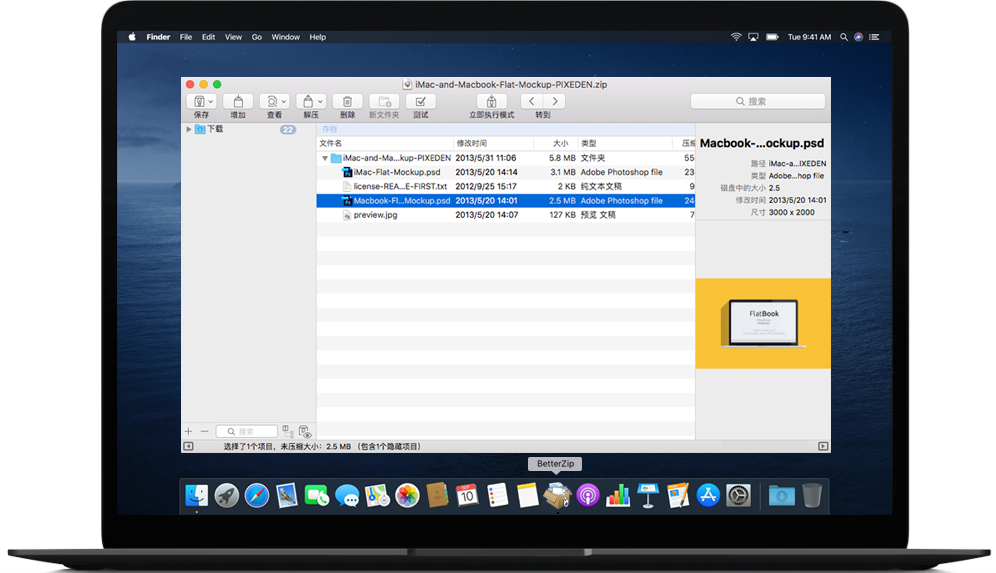 Finder File Edit View Go Window Help Tue 9:41 AM
iMac-and-Macbook-Flat-Mockup-PIXEDEN.zip
保存 增加 查看 解压 删除 新文件夹 测试 立即执行模式 转到 搜索
下载 22
存档
文件名 修改时间 大小 类型 压缩
iMac-and-Ma...kup-PIXEDEN 2013/5/31 11:06 5.8 MB 文件夹 55
iMac-Flat-Mockup.psd 2013/5/20 14:14 3.1 MB Adobe Photoshop file 23
license-REA...E-FIRST.txt 2012/9/25 15:17 2 KB 纯文本文稿 9
Macbook-Fl...Mockup.psd 2013/5/20 14:01 2.5 MB Adobe Photoshop file 24
preview.jpg 2013/5/20 14:07 127 KB 预览 文稿 7
Macbook-...ockup.psd
路径 iMac-a...IXEDEN
类型 Adobe...hop file
磁盘中的大小 2.5
修改时间 2013/5/20 14:01
尺寸 3000 x 2000
FlatBook
搜索
选择了1个项目，未压缩大小：2.5 MB （包含1个隐藏项目）
BetterZip
SEP
10